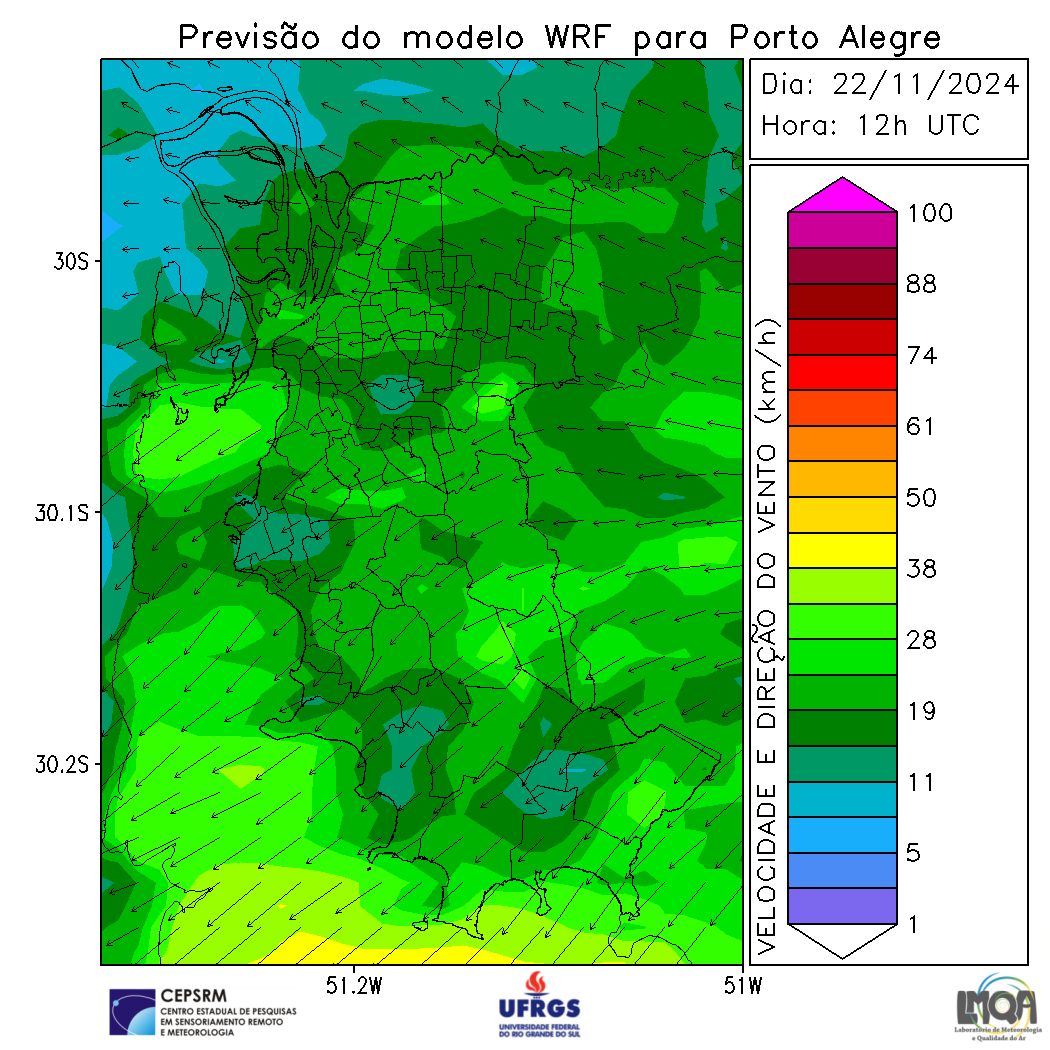 Previsão do modelo WRF para Porto Alegre
Dia: 22/11/2024
Hora: 12h UTC
30S
30.1S
30.2S
51.2W
51W
VELOCIDADE E DIREÇÃO DO VENTO (km/h)
100
88
74
61
50
38
28
19
11
5
1
CEPSRM
CENTRO ESTADUAL DE PESQUISAS
EM SENSORIAMENTO REMOTO
E METEOROLOGIA
UFRGS
UNIVERSIDADE FEDERAL
DO RIO GRANDE DO SUL
LMQA
Laboratório de Meteorologia
e Qualidade do Ar